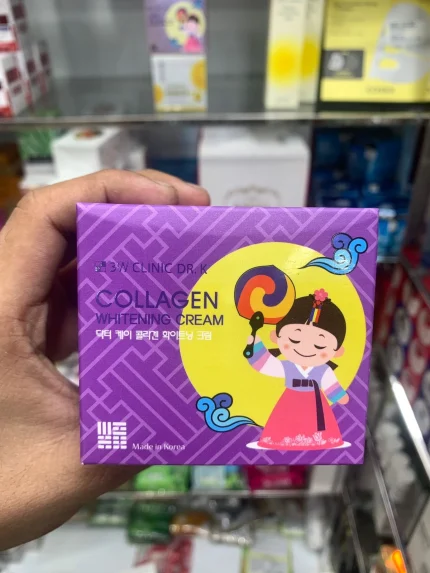 3W CLINIC DR. K
COLLAGEN
WHITENING CREAM
닥터 케이 콜라겐 화이트닝 크림
Made in Korea